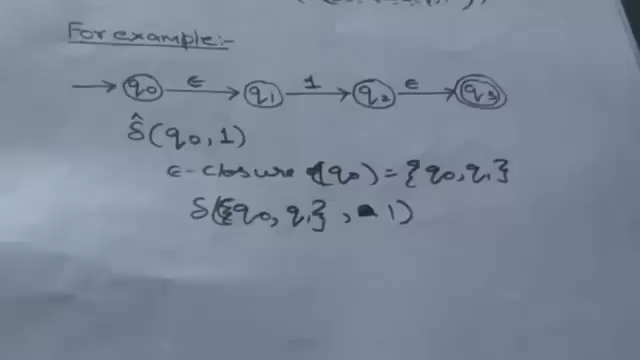 For example:-
q0 ε q1 1 q2 ε q3
δ̂(q0,1)
ε-closure (q0) = {q0,q1}
δ({q0,q1}, 1)